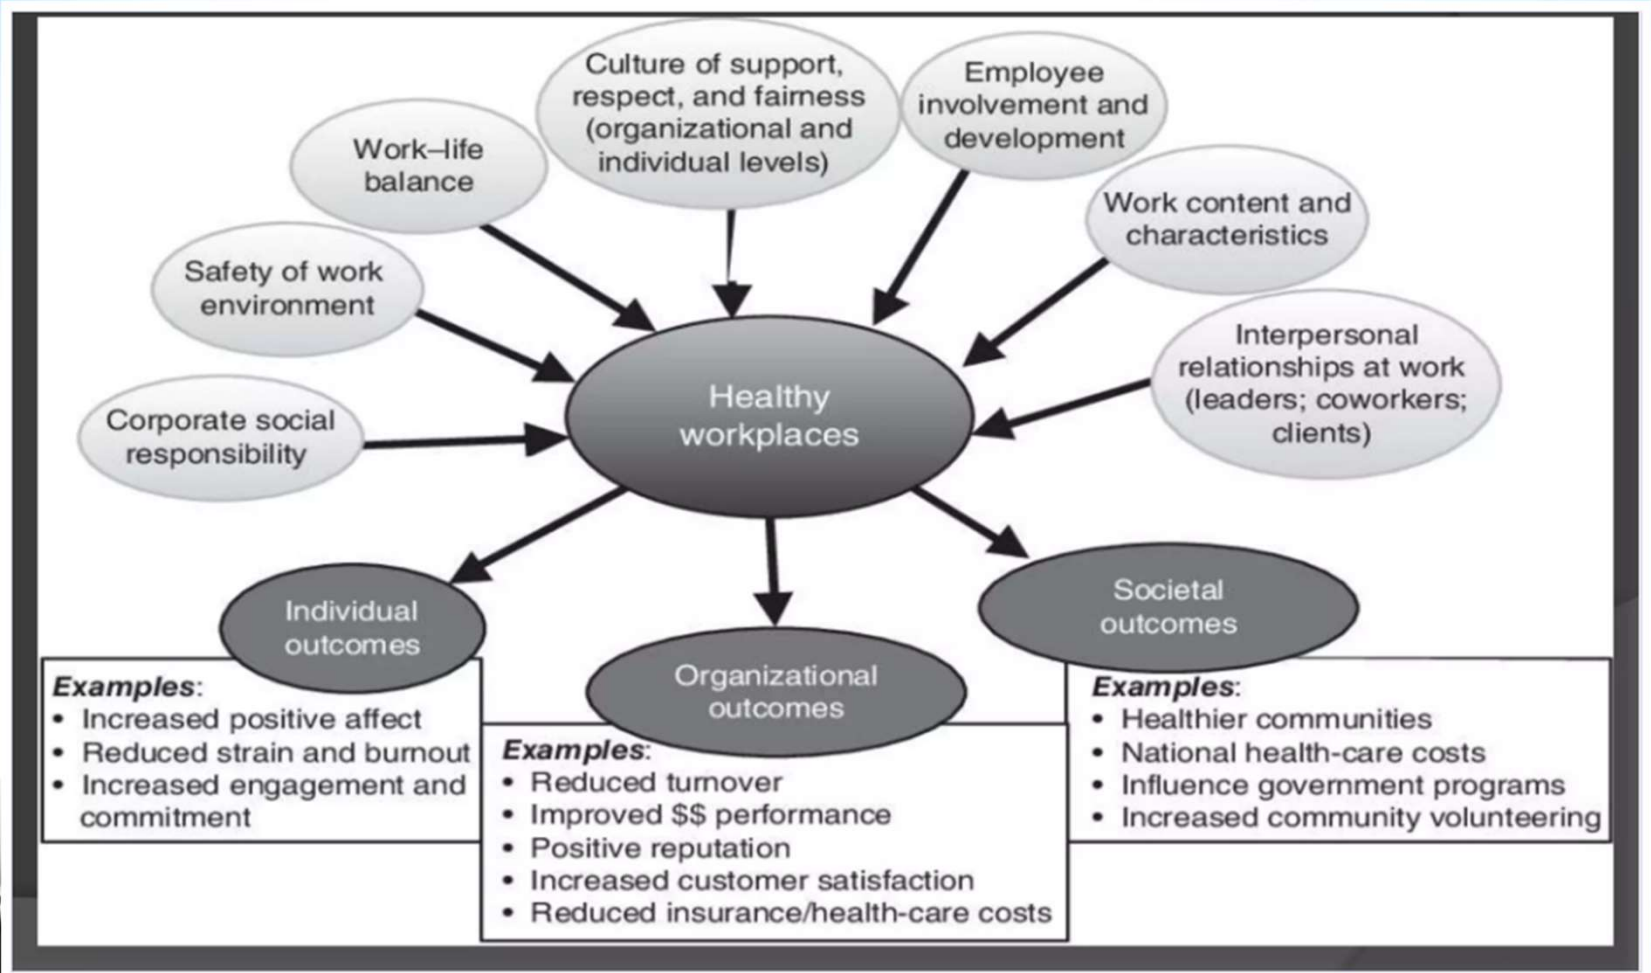 Culture of support,
respect, and fairness
(organizational and
individual levels)
Employee
involvement and
development
Work–life
balance
Work content and
characteristics
Safety of work
environment
Interpersonal
relationships at work
(leaders; coworkers;
clients)
Corporate social
responsibility
Healthy
workplaces
Individual
outcomes
Examples:
• Increased positive affect
• Reduced strain and burnout
• Increased engagement and
commitment
Organizational
outcomes
Examples:
• Reduced turnover
• Improved $$ performance
• Positive reputation
• Increased customer satisfaction
• Reduced insurance/health-care costs
Societal
outcomes
Examples:
• Healthier communities
• National health-care costs
• Influence government programs
• Increased community volunteering